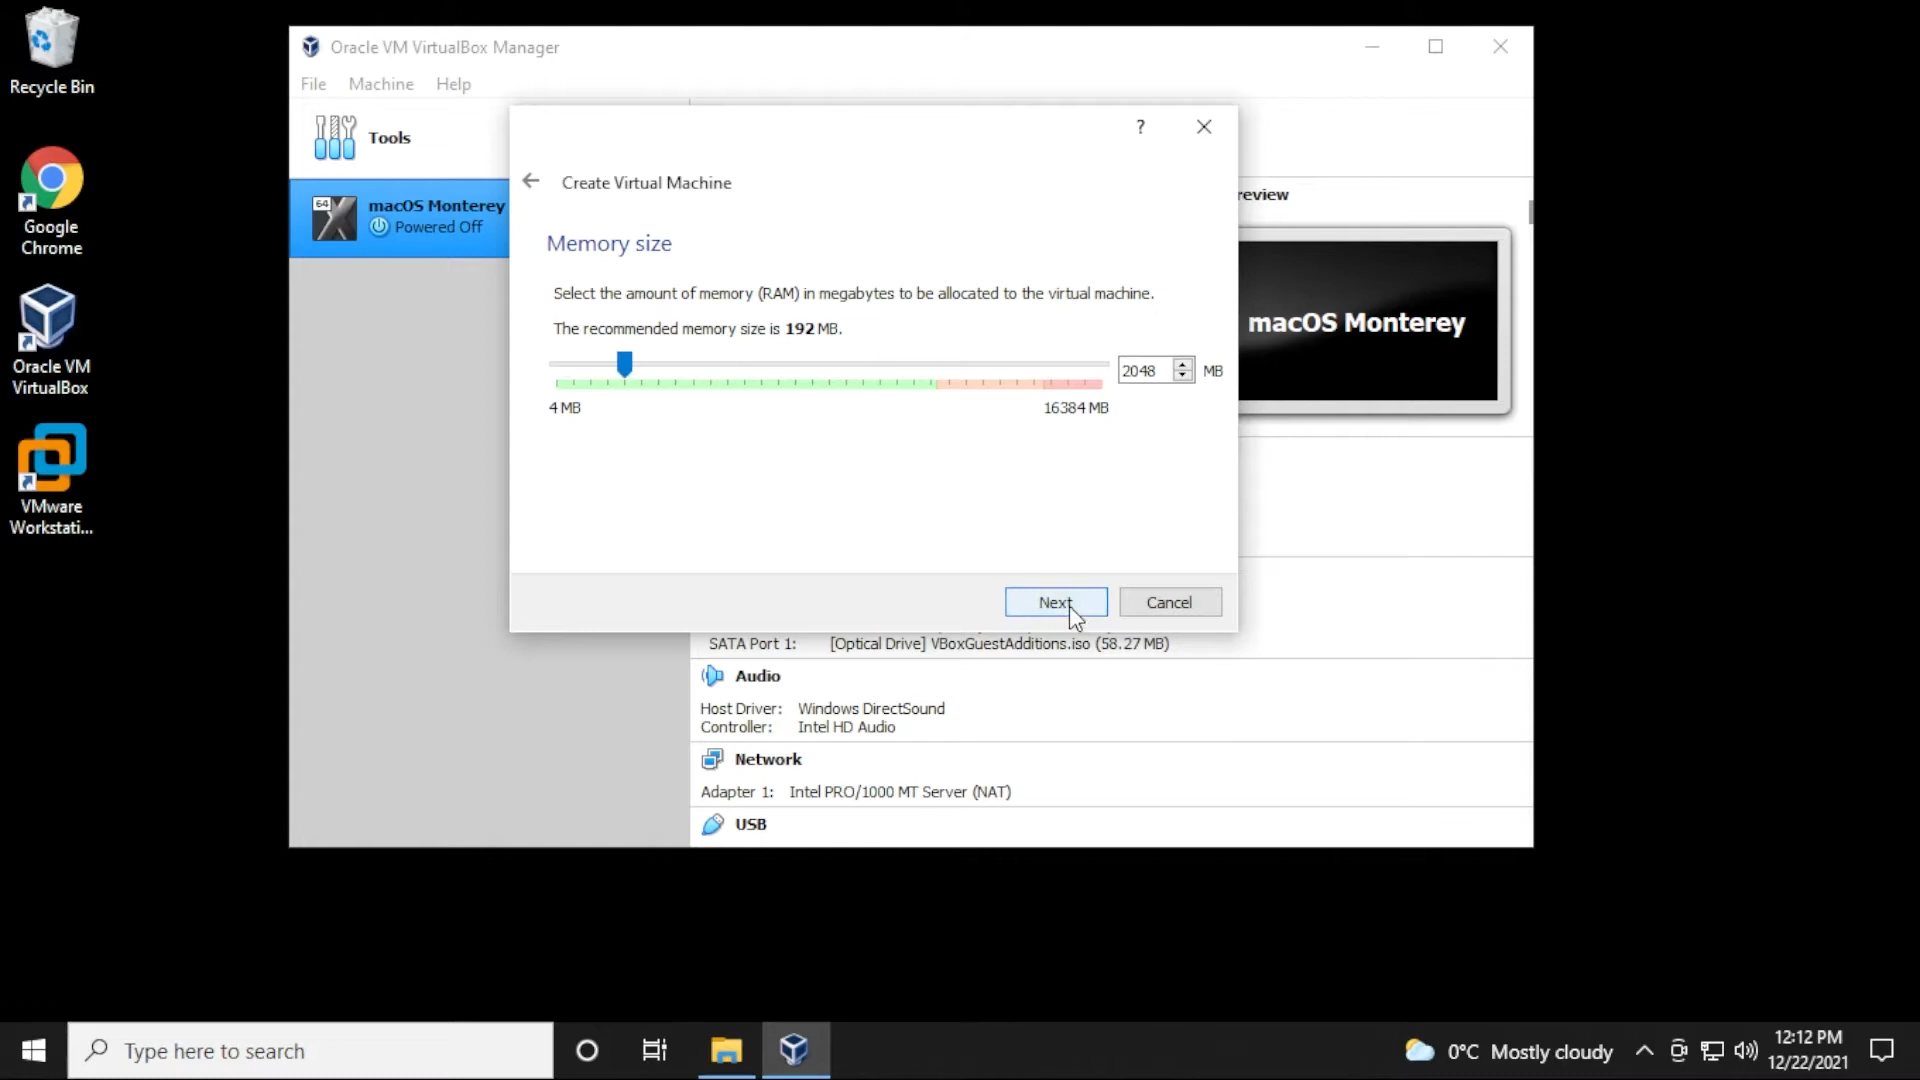 Recycle Bin
Google
Chrome
Oracle VM
VirtualBox
VMware
Workstati...
Oracle VM VirtualBox Manager
File Machine Help
Tools
64
macOS Monterey
Powered Off
?
Create Virtual Machine
Memory size
Select the amount of memory (RAM) in megabytes to be allocated to the virtual machine.
The recommended memory size is 192 MB.
2048 MB
4 MB 16384 MB
Next Cancel
review
macOS Monterey
SATA Port 1: [Optical Drive] VBoxGuestAdditions.iso (58.27 MB)
Audio
Host Driver: Windows DirectSound
Controller: Intel HD Audio
Network
Adapter 1: Intel PRO/1000 MT Server (NAT)
USB
Type here to search
0°C Mostly cloudy
12:12 PM
12/22/2021